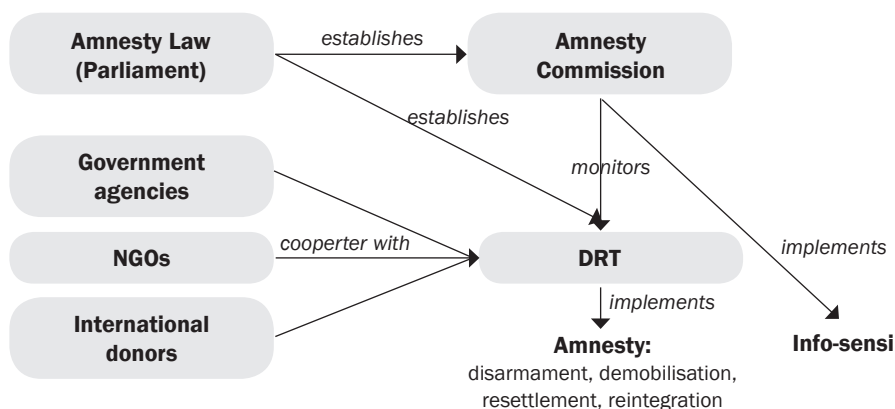 Amnesty Law
(Parliament)
establishes
Amnesty
Commission
establishes
Government
agencies
monitors
NGOs
cooperter with
DRT
implements
International
donors
implements
Amnesty:
disarmament, demobilisation,
resettlement, reintegration
Info-sensi